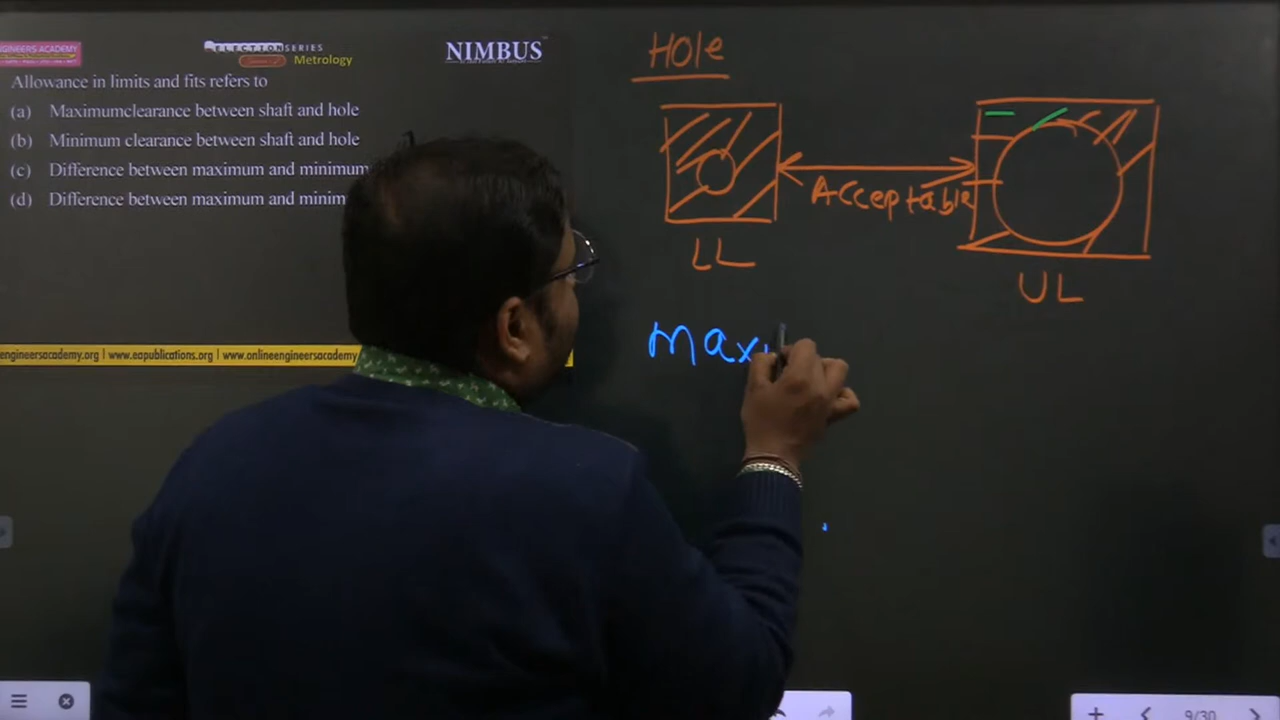 ENGINEERS ACADEMY
SELECTION SERIES
Metrology
NIMBUS
Allowance in limits and fits refers to
(a) Maximumclearance between shaft and hole
(b) Minimum clearance between shaft and hole
(c) Difference between maximum and minimum
(d) Difference between maximum and minim
engineersacademy.org | www.eapublications.org | www.onlineengineersacademy
Hole
Acceptable
LL
UL
Max
9/30